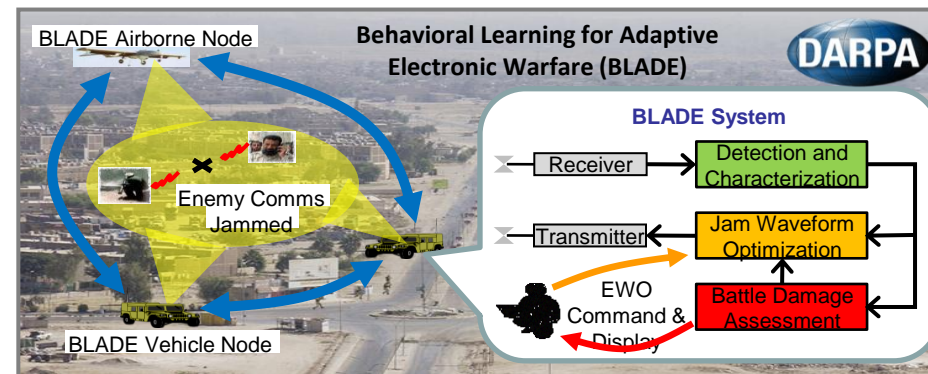 BLADE Airborne Node
Behavioral Learning for Adaptive
Electronic Warfare (BLADE)
DARPA
BLADE System
Receiver
Detection and
Characterization
Enemy Comms
Jammed
Transmitter
Jam Waveform
Optimization
EWO
Command &
Display
Battle Damage
Assessment
BLADE Vehicle Node